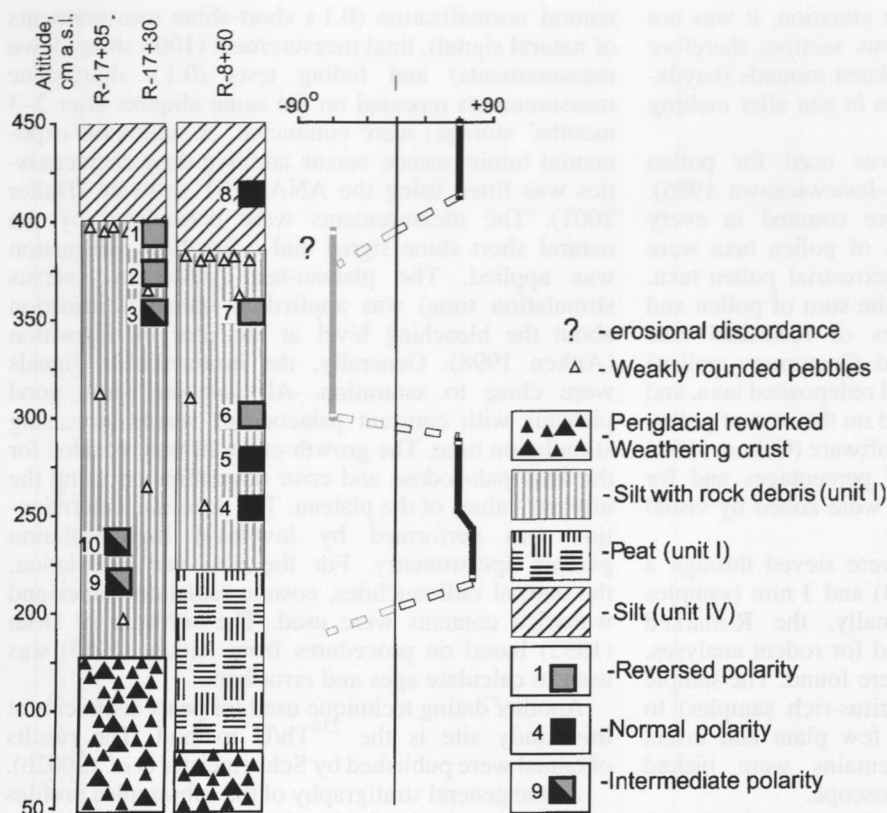 Altitude,
cm a.s.l.
R-17+85
R-17+30
R 9+50
-90°
+90
450
400
350
300
250
200
150
100
50
1
2
3
10
9
8
7
6
5
4
?
? - erosional discordance
- Weakly rounded pebbles
- Periglacial reworked
Weathering crust
- Silt with rock debris (unit I)
- Peat (unit I)
- Silt (unit IV)
1 - Reversed polarity
4 - Normal polarity
9 - Intermediate polarity